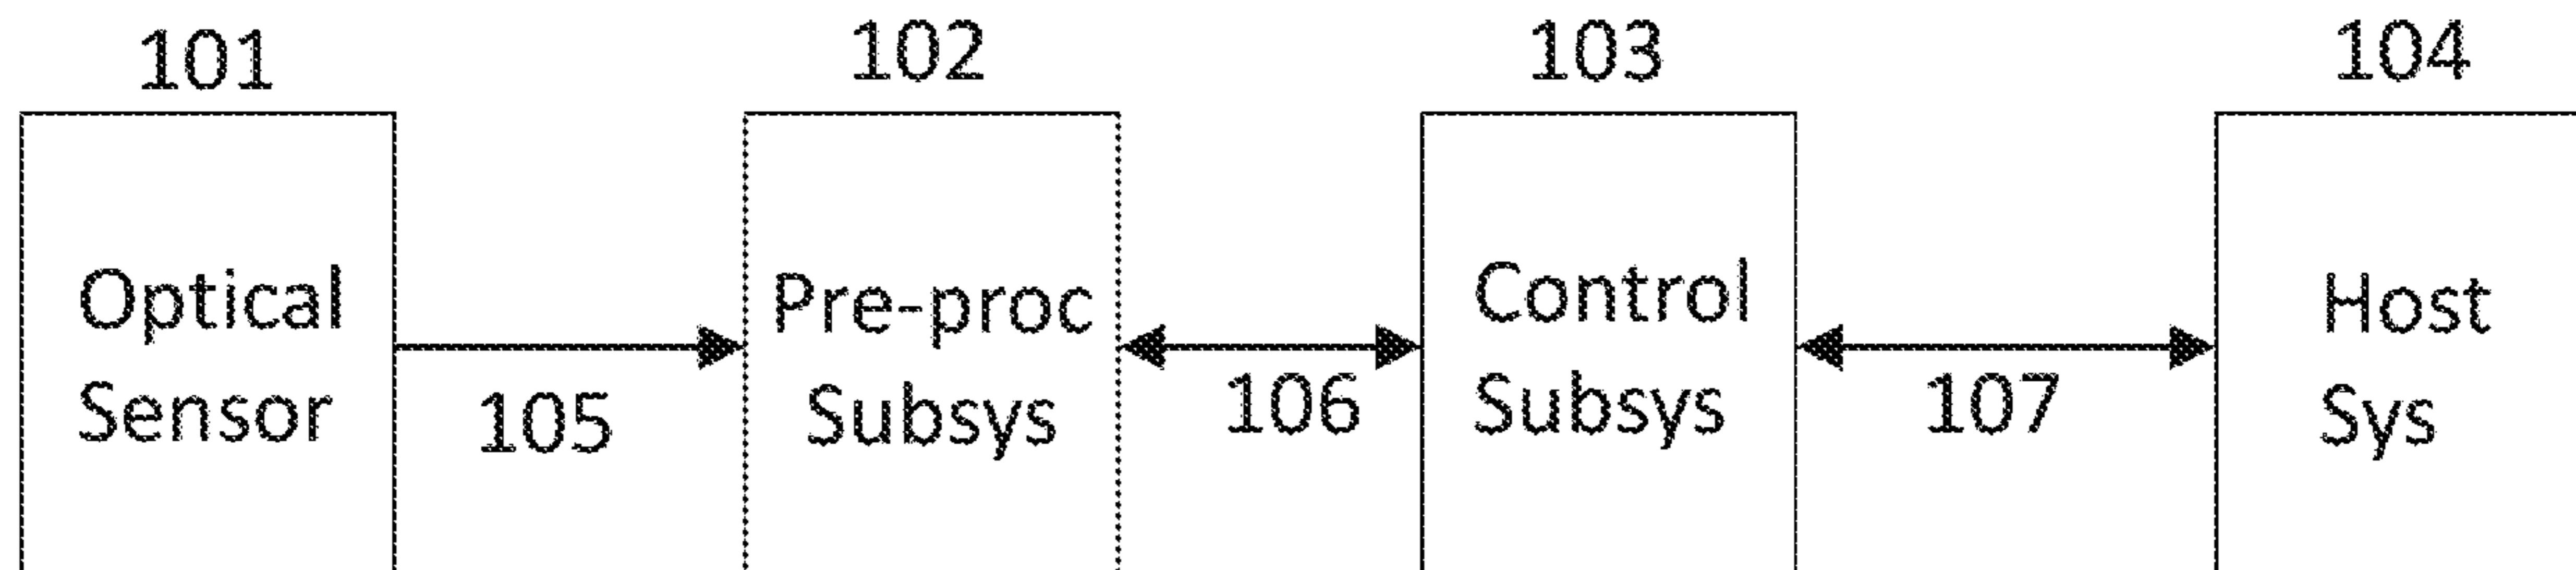 101
102
103
104
Optical
Sensor
105
Pre-proc
Subsys
106
Control
Subsys
107
Host
Sys